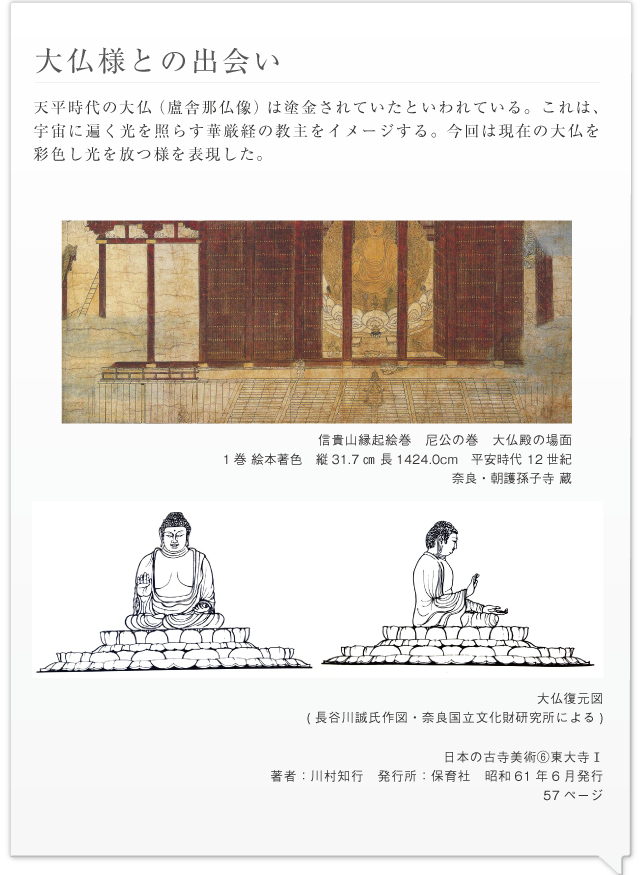 大仏様との出会い
天平時代の大仏（盧舎那仏像）は塗金されていたといわれている。これは、
宇宙に遍く光を照らす華厳経の教主をイメージする。今回は現在の大仏を
彩色し光を放つ様を表現した。
信貴山縁起絵巻　尼公の巻　大仏殿の場面
1 巻 絵本著色　縦 31.7 ㎝ 長 1424.0cm　平安時代 12 世紀
奈良・朝護孫子寺 蔵
大仏復元図
( 長谷川誠氏作図・奈良国立文化財研究所による )
日本の古寺美術⑥東大寺Ⅰ
著者：川村知行　発行所：保育社　昭和 61 年 6 月発行
57 ページ